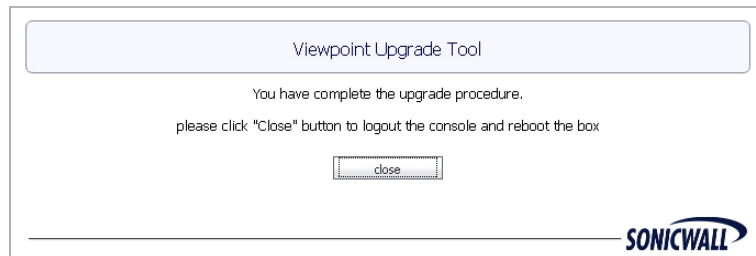 Viewpoint Upgrade Tool
You have complete the upgrade procedure.
please click "Close" button to logout the console and reboot the box
close
SONICWALL